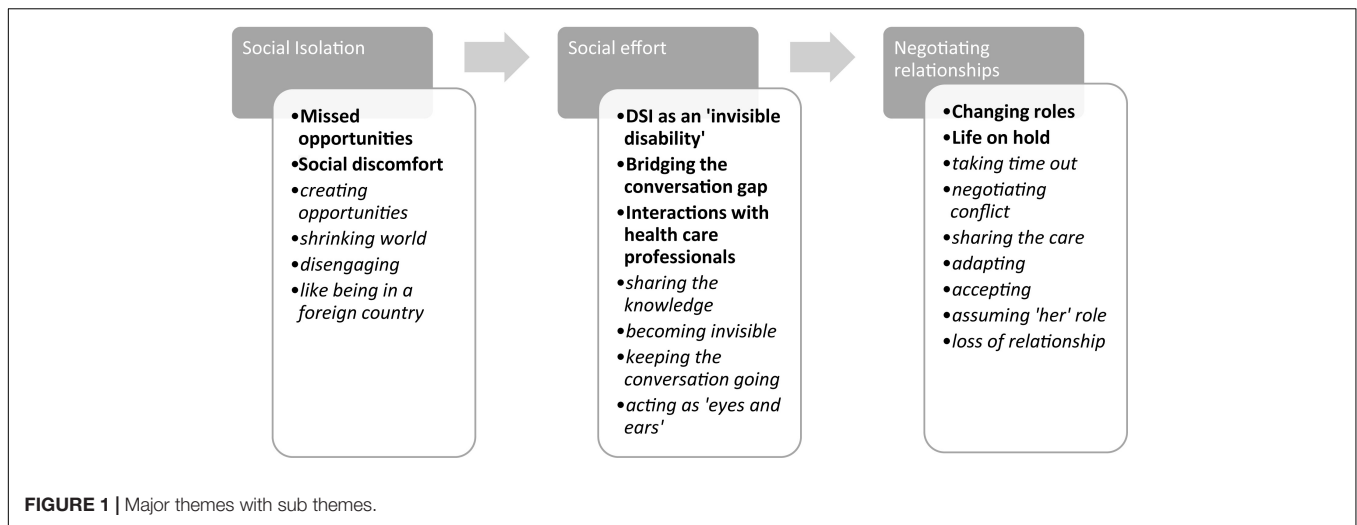 Social Isolation
•Missed
opportunities
•Social discomfort
•creating
opportunities
•shrinking world
•disengaging
•like being in a
foreign country
Social effort
•DSI as an 'invisible
disability'
•Bridging the
conversation gap
•Interactions with
health care
professionals
•sharing the
knowledge
•becoming invisible
•keeping the
conversation going
•acting as 'eyes and
ears'
Negotiating
relationships
•Changing roles
•Life on hold
•taking time out
•negotiating
conflict
•sharing the care
•adapting
•accepting
•assuming 'her' role
•loss of relationship
FIGURE 1 | Major themes with sub themes.